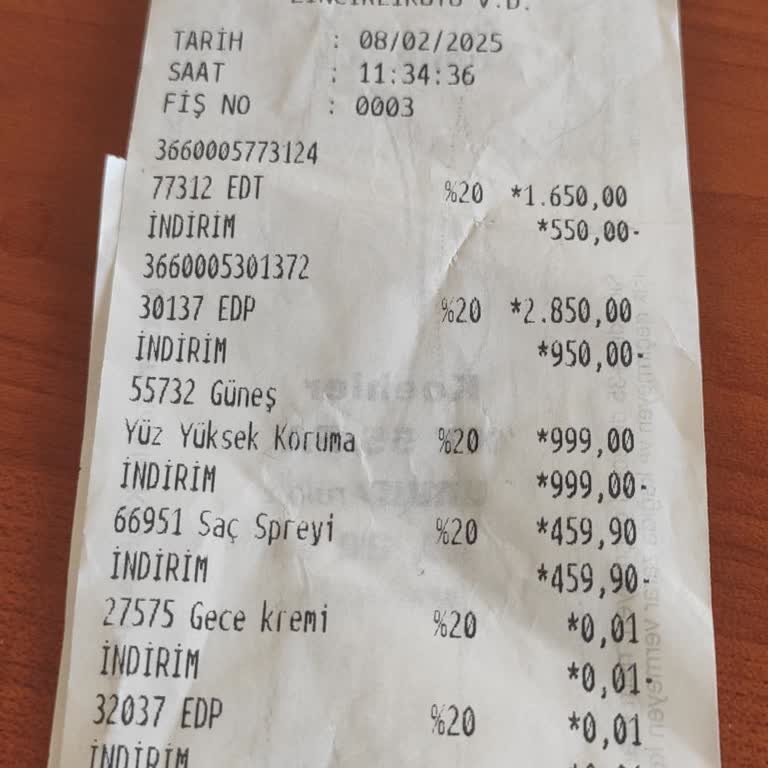 V.D.
TARİH : 08/02/2025
SAAT : 11:34:36
FİŞ NO : 0003
3660005773124
77312 EDT %20 *1.650,00
İNDİRİM *550,00-
3660005301372
30137 EDP %20 *2.850,00
İNDİRİM *950,00-
55732 Güneş
Yüz Yüksek Koruma %20 *999,00
İNDİRİM *999,00-
66951 Saç Spreyi %20 *459,90
İNDİRİM *459,90-
27575 Gece kremi %20 *0,01
İNDİRİM *0,01-
32037 EDP %20 *0,01
İNDİRİM